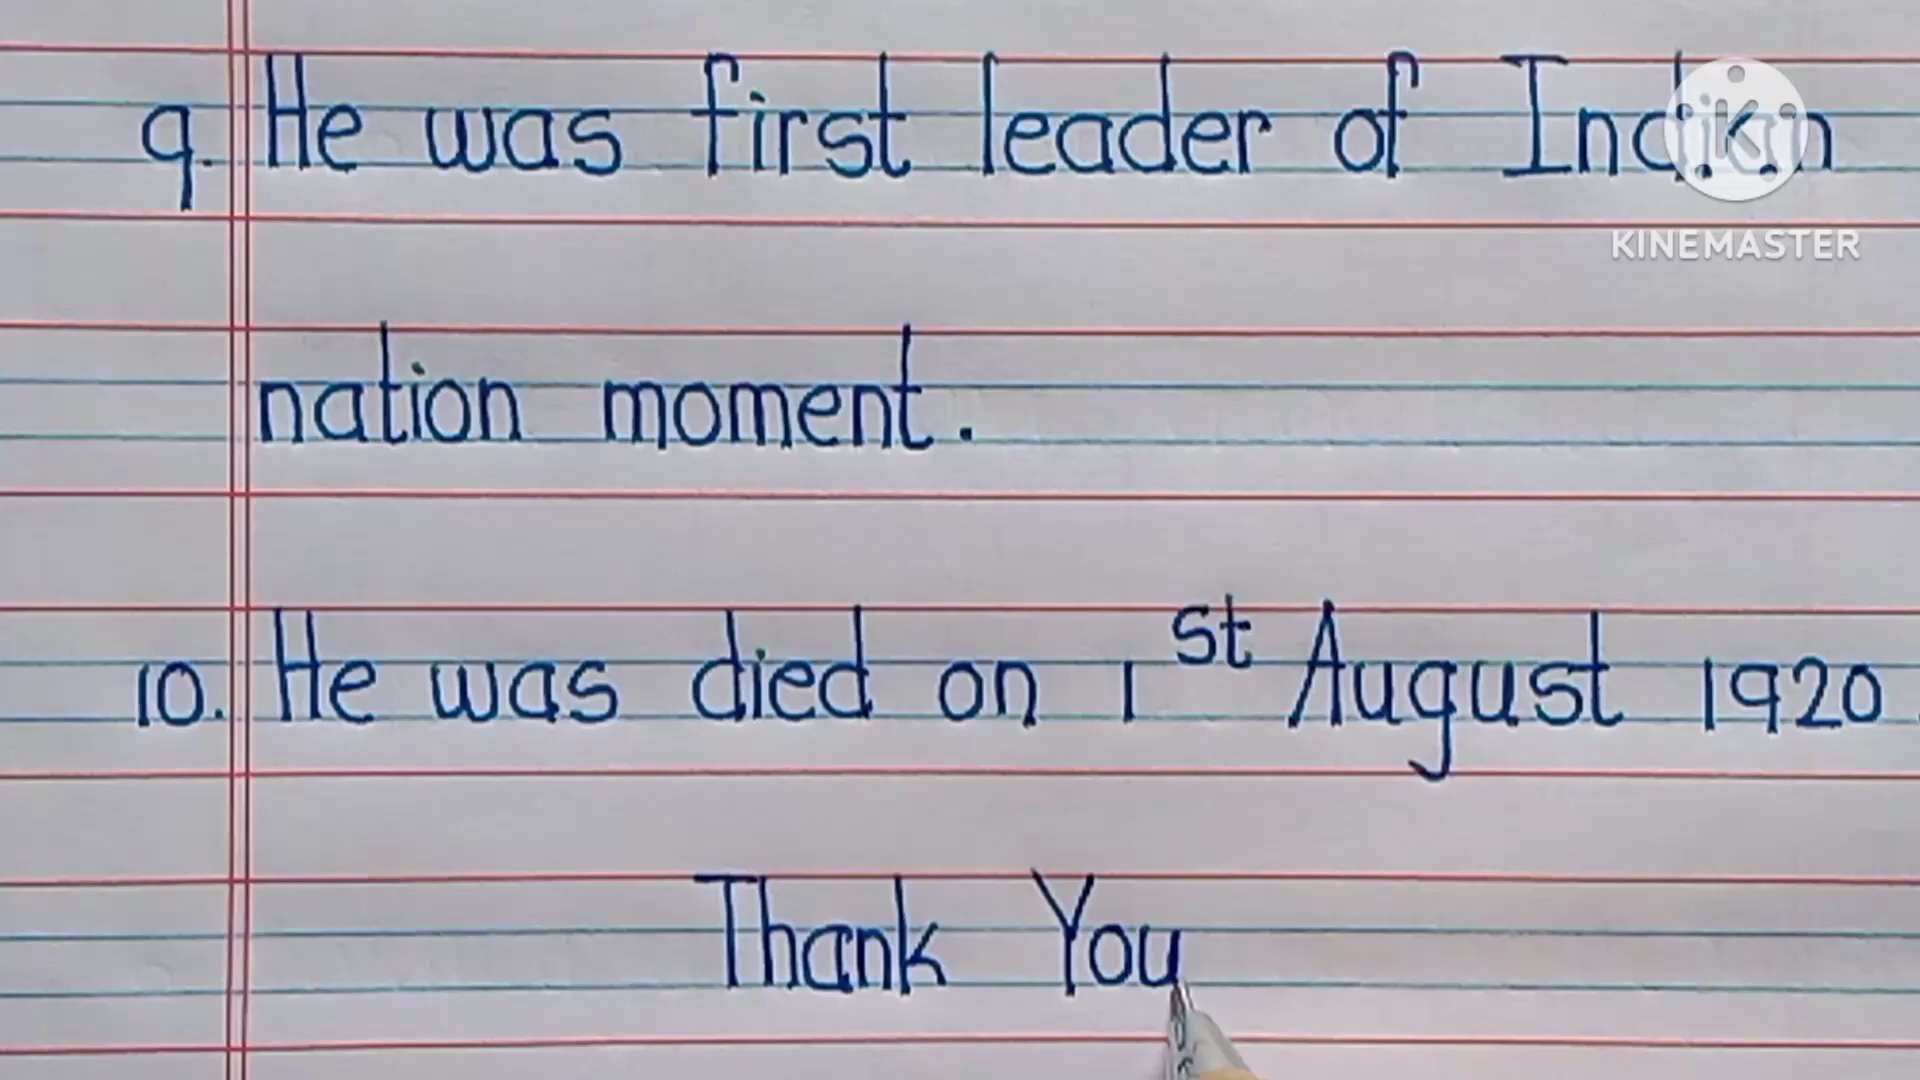 9. He was first leader of Indian
KINEMASTER
nation moment.
10. He was died on 1st August 1920.
Thank You